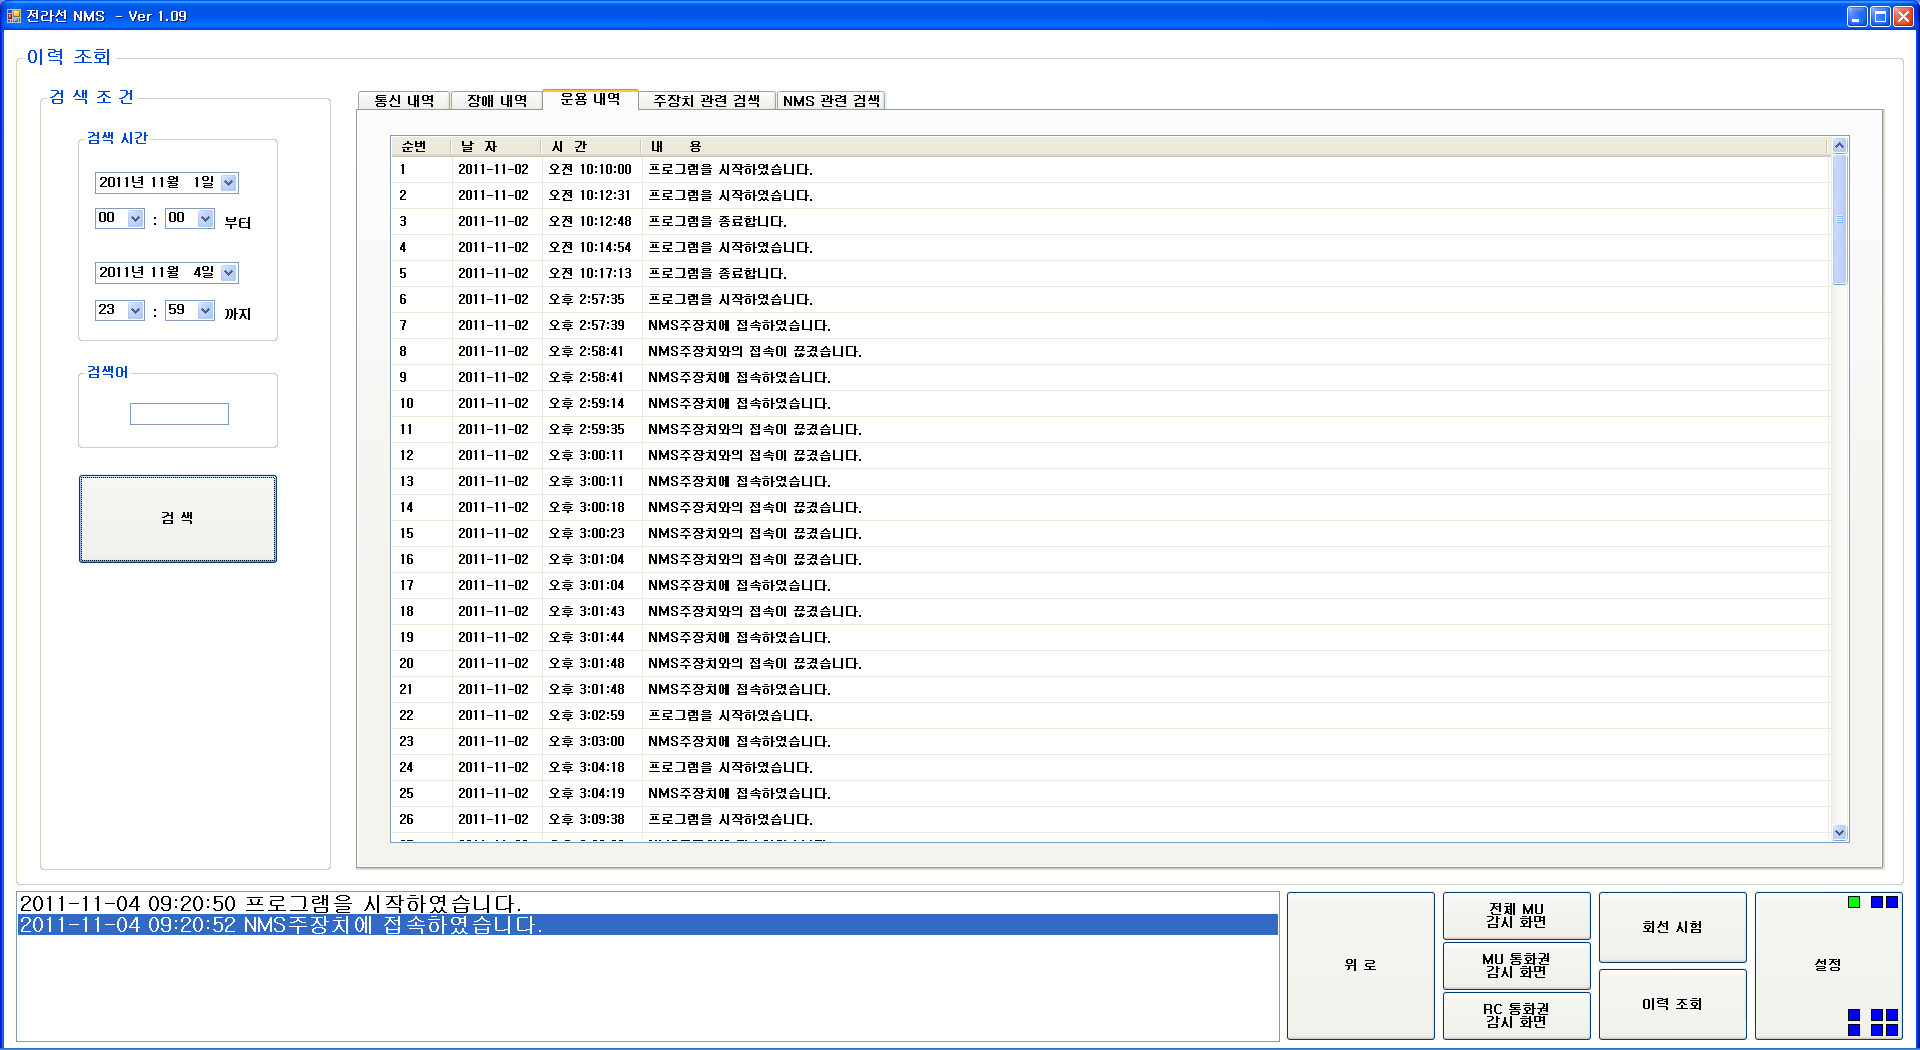 전라선 NMS - Ver 1.09
이력 조회
검 색 조 건
검색 시간
2011년 11월 1일
00 : 00 부터
2011년 11월 4일
23 : 59 까지
검색어
검 색
통신 내역 장애 내역 운용 내역 주장치 관련 검색 NMS 관련 검색
순번 날 자 시 간 내 용
1 2011-11-02 오전 10:10:00 프로그램을 시작하였습니다.
2 2011-11-02 오전 10:12:31 프로그램을 시작하였습니다.
3 2011-11-02 오전 10:12:48 프로그램을 종료합니다.
4 2011-11-02 오전 10:14:54 프로그램을 시작하였습니다.
5 2011-11-02 오전 10:17:13 프로그램을 종료합니다.
6 2011-11-02 오후 2:57:35 프로그램을 시작하였습니다.
7 2011-11-02 오후 2:57:39 NMS주장치에 접속하였습니다.
8 2011-11-02 오후 2:58:41 NMS주장치와의 접속이 끊겼습니다.
9 2011-11-02 오후 2:58:41 NMS주장치에 접속하였습니다.
10 2011-11-02 오후 2:59:14 NMS주장치에 접속하였습니다.
11 2011-11-02 오후 2:59:35 NMS주장치와의 접속이 끊겼습니다.
12 2011-11-02 오후 3:00:11 NMS주장치와의 접속이 끊겼습니다.
13 2011-11-02 오후 3:00:11 NMS주장치에 접속하였습니다.
14 2011-11-02 오후 3:00:18 NMS주장치와의 접속이 끊겼습니다.
15 2011-11-02 오후 3:00:23 NMS주장치와의 접속이 끊겼습니다.
16 2011-11-02 오후 3:01:04 NMS주장치와의 접속이 끊겼습니다.
17 2011-11-02 오후 3:01:04 NMS주장치에 접속하였습니다.
18 2011-11-02 오후 3:01:43 NMS주장치와의 접속이 끊겼습니다.
19 2011-11-02 오후 3:01:44 NMS주장치에 접속하였습니다.
20 2011-11-02 오후 3:01:48 NMS주장치와의 접속이 끊겼습니다.
21 2011-11-02 오후 3:01:48 NMS주장치에 접속하였습니다.
22 2011-11-02 오후 3:02:59 프로그램을 시작하였습니다.
23 2011-11-02 오후 3:03:00 NMS주장치에 접속하였습니다.
24 2011-11-02 오후 3:04:18 프로그램을 시작하였습니다.
25 2011-11-02 오후 3:04:19 NMS주장치에 접속하였습니다.
26 2011-11-02 오후 3:09:38 프로그램을 시작하였습니다.
2011-11-04 09:20:50 프로그램을 시작하였습니다.
2011-11-04 09:20:52 NMS주장치에 접속하였습니다.
위 로
전체 MU
감시 화면
MU 통화권
감시 화면
RC 통화권
감시 화면
회선 시험
이력 조회
설정